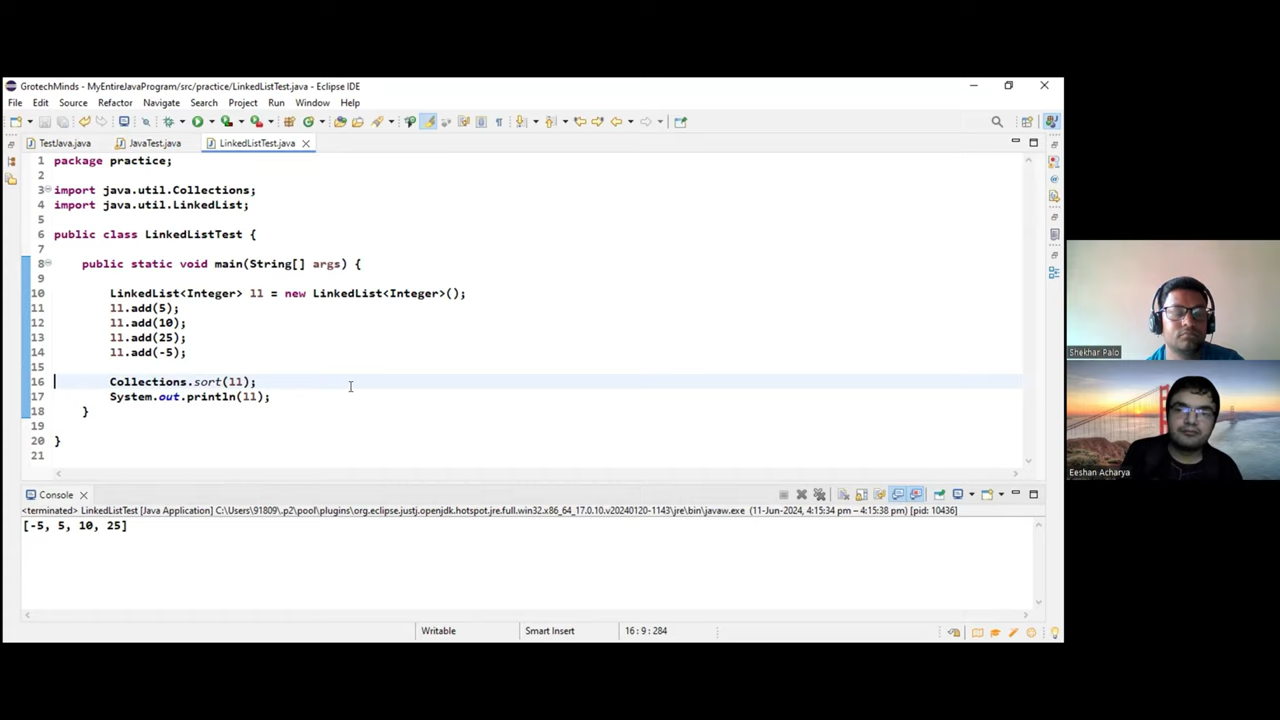 GrotechMinds - MyEntireJavaProgram/src/practice/LinkedListTest.java - Eclipse IDE
File Edit Source Refactor Navigate Search Project Run Window Help
TestJava.java JavaTest.java LinkedListTest.java
1 package practice;
2
3 import java.util.Collections;
4 import java.util.LinkedList;
5
6 public class LinkedListTest {
7
8 public static void main(String[] args) {
9
10 LinkedList<Integer> ll = new LinkedList<Integer>();
11 ll.add(5);
12 ll.add(10);
13 ll.add(25);
14 ll.add(-5);
15
16 Collections.sort(ll);
17 System.out.println(ll);
18 }
19
20 }
21
Console
<terminated> LinkedListTest [Java Application] C:\Users\91809\.p2\pool\plugins\org.eclipse.justj.openjdk.hotspot.jre.full.win32.x86_64_17.0.10.v20240120-1143\jre\bin\javaw.exe (11-Jun-2024, 4:15:34 pm – 4:15:38 pm) [pid: 10436]
[-5, 5, 10, 25]
Writable Smart Insert 16 : 9 : 284
Shekhar Palo
Eeshan Acharya